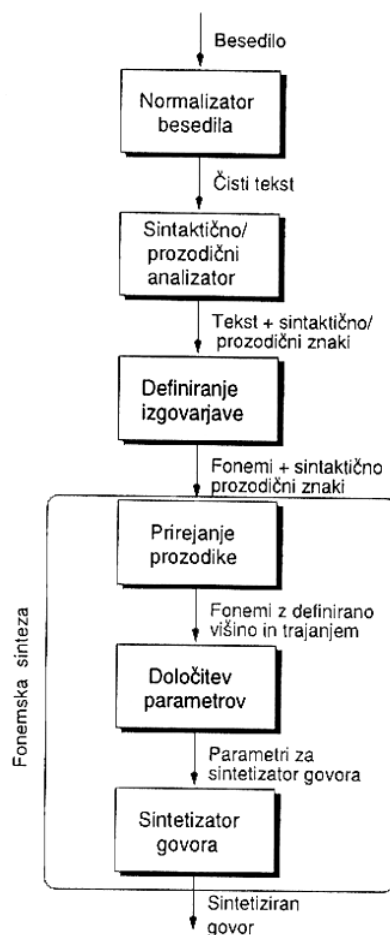 Besedilo
Normalizator
besedila
Čisti tekst
Sintaktično/
prozodični
analizator
Tekst + sintaktično/
prozodični znaki
Definiranje
izgovarjave
Fonemi + sintaktično
prozodični znaki
Prirejanje
prozodike
Fonemi z definirano
višino in trajanjem
Fonemska sinteza
Določitev
parametrov
Parametri za
sintetizator govora
Sintetizator
govora
Sintetiziran
govor